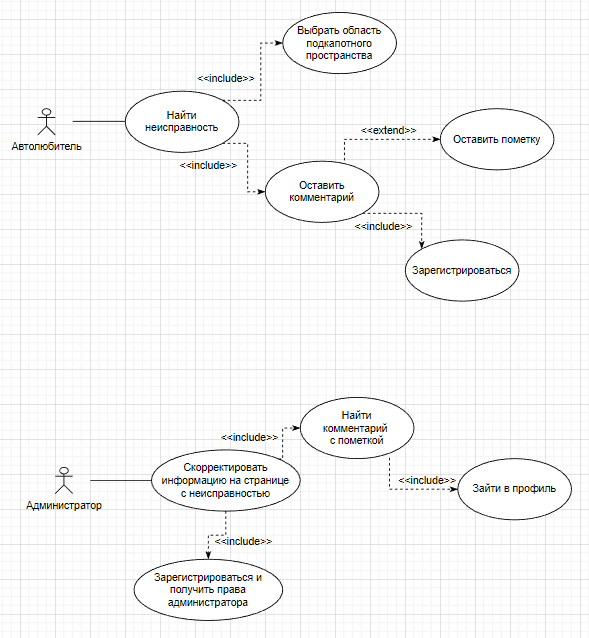 Выбрать область
подкапотного
пространства
<<include>>
Найти
неисправность
Автолюбитель
<<extend>>
Оставить пометку
<<include>>
Оставить
комментарий
<<include>>
Зарегистрироваться
Найти
комментарий
с пометкой
<<include>>
Скорректировать
информацию на странице
с неисправностью
Администратор
<<include>>
Зайти в профиль
<<include>>
Зарегистрироваться и
получить права
администратора